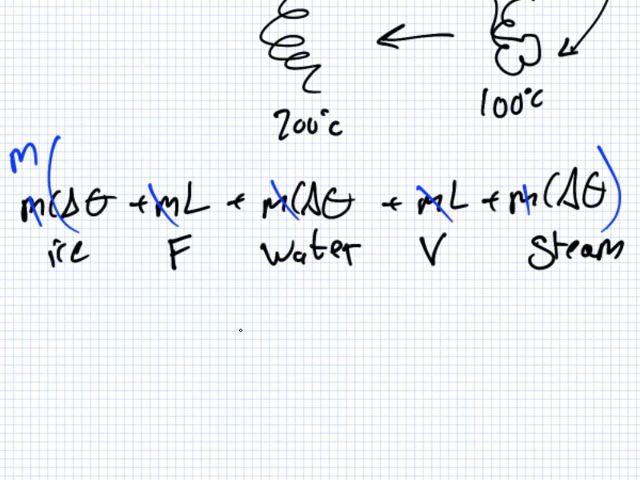 100°C
200°C
m(
mCΔθ + mL + mCΔθ + mL + mCΔθ)
ice F Water V Steam